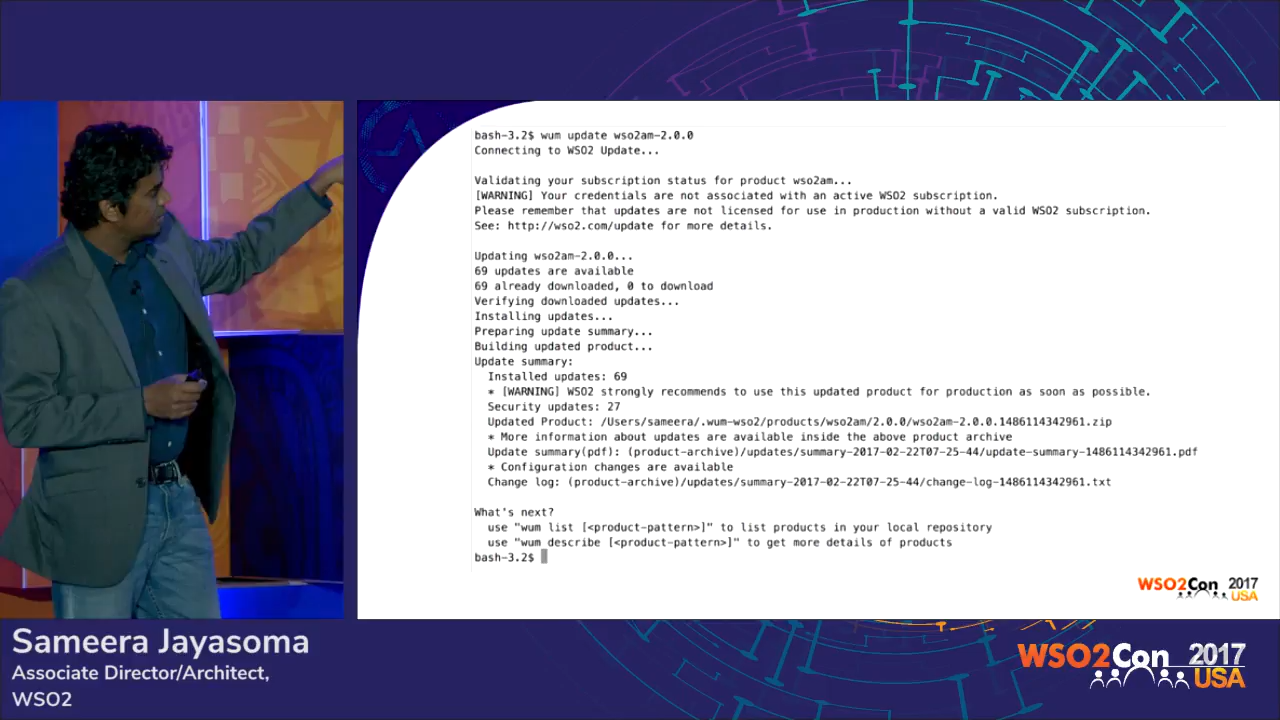 bash-3.2$ wum update wso2am-2.0.0
Connecting to WSO2 Update...
Validating your subscription status for product wso2am...
[WARNING] Your credentials are not associated with an active WSO2 subscription.
Please remember that updates are not licensed for use in production without a valid WSO2 subscription.
See: http://wso2.com/update for more details.
Updating wso2am-2.0.0...
69 updates are available
69 already downloaded, 0 to download
Verifying downloaded updates...
Installing updates...
Preparing update summary...
Building updated product...
Update summary:
Installed updates: 69
* [WARNING] WSO2 strongly recommends to use this updated product for production as soon as possible.
Security updates: 27
Updated Product: /Users/sameera/.wum-wso2/products/wso2am/2.0.0/wso2am-2.0.0.1486114342961.zip
* More information about updates are available inside the above product archive
Update summary(pdf): (product-archive)/updates/summary-2017-02-22T07-25-44/update-summary-1486114342961.pdf
* Configuration changes are available
Change log: (product-archive)/updates/summary-2017-02-22T07-25-44/change-log-1486114342961.txt
What's next?
use "wum list [<product-pattern>]" to list products in your local repository
use "wum describe [<product-pattern>]" to get more details of products
bash-3.2$
WSO2Con 2017
USA
Sameera Jayasoma
Associate Director/Architect,
WSO2
WSO2Con 2017
USA